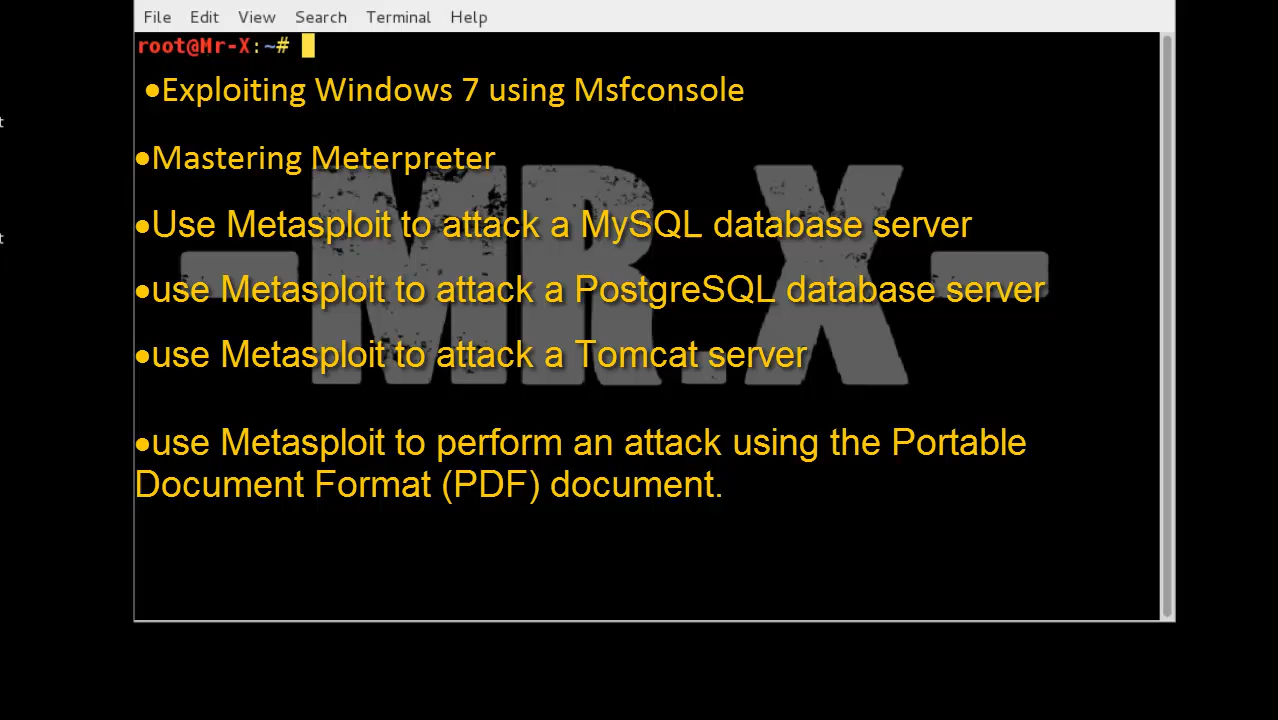 File Edit View Search Terminal Help
root@Mr-X:~#
•Exploiting Windows 7 using Msfconsole
•Mastering Meterpreter
•Use Metasploit to attack a MySQL database server
-MR.X-
•use Metasploit to attack a PostgreSQL database server
•use Metasploit to attack a Tomcat server
•use Metasploit to perform an attack using the Portable
Document Format (PDF) document.
t
t